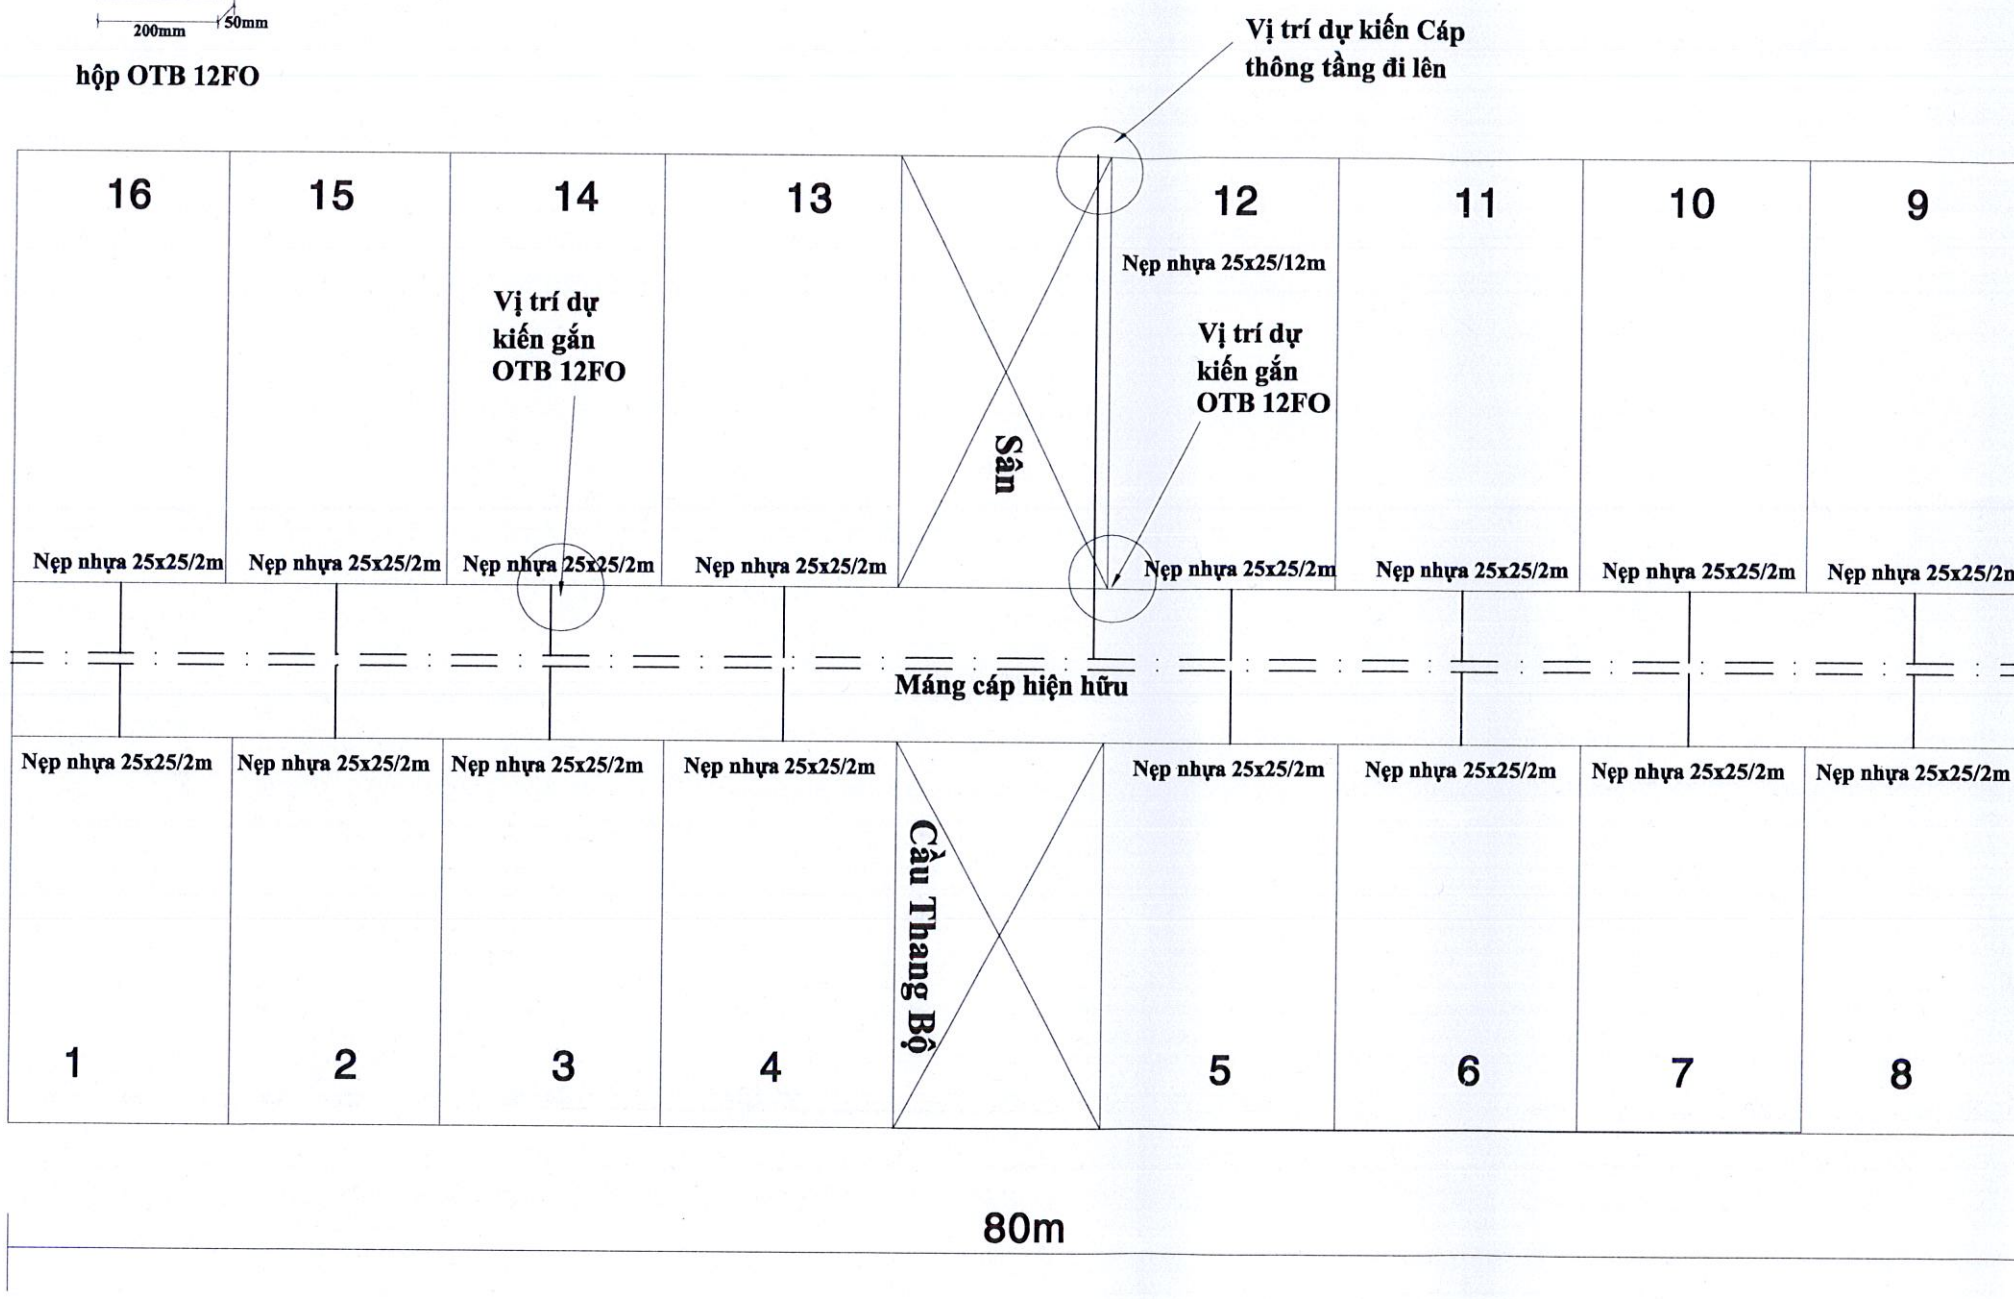 200mm
50mm
hộp OTB 12FO
Vị trí dự kiến Cáp
thông tầng đi lên
16
15
14
13
12
11
10
9
Nẹp nhựa 25x25/12m
Vị trí dự
kiến gắn
OTB 12FO
Vị trí dự
kiến gắn
OTB 12FO
Sân
Nẹp nhựa 25x25/2m
Nẹp nhựa 25x25/2m
Nẹp nhựa 25x25/2m
Nẹp nhựa 25x25/2m
Nẹp nhựa 25x25/2m
Nẹp nhựa 25x25/2m
Nẹp nhựa 25x25/2m
Nẹp nhựa 25x25/2m
Máng cáp hiện hữu
Nẹp nhựa 25x25/2m
Nẹp nhựa 25x25/2m
Nẹp nhựa 25x25/2m
Nẹp nhựa 25x25/2m
Nẹp nhựa 25x25/2m
Nẹp nhựa 25x25/2m
Nẹp nhựa 25x25/2m
Nẹp nhựa 25x25/2m
Cầu Thang Bộ
1
2
3
4
5
6
7
8
80m